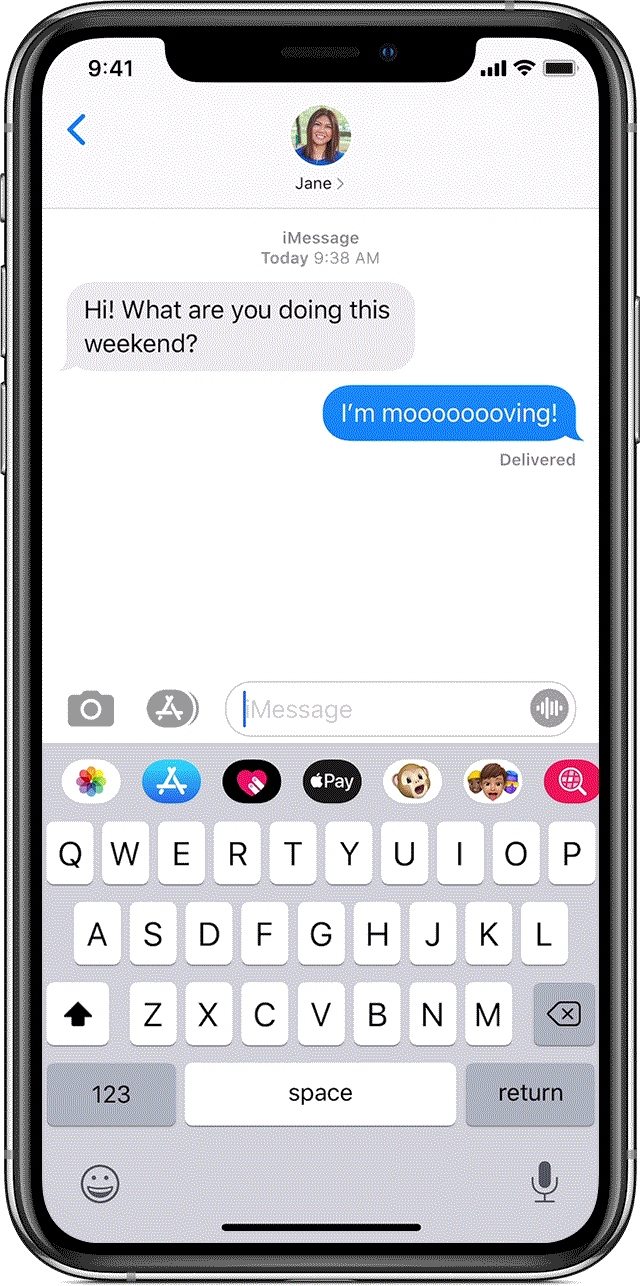 9:41
Jane
iMessage
Today 9:38 AM
Hi! What are you doing this
weekend?
I’m moooooooving!
Delivered
iMessage
Pay
Q W E R T Y U I O P
A S D F G H J K L
Z X C V B N M
123 space return